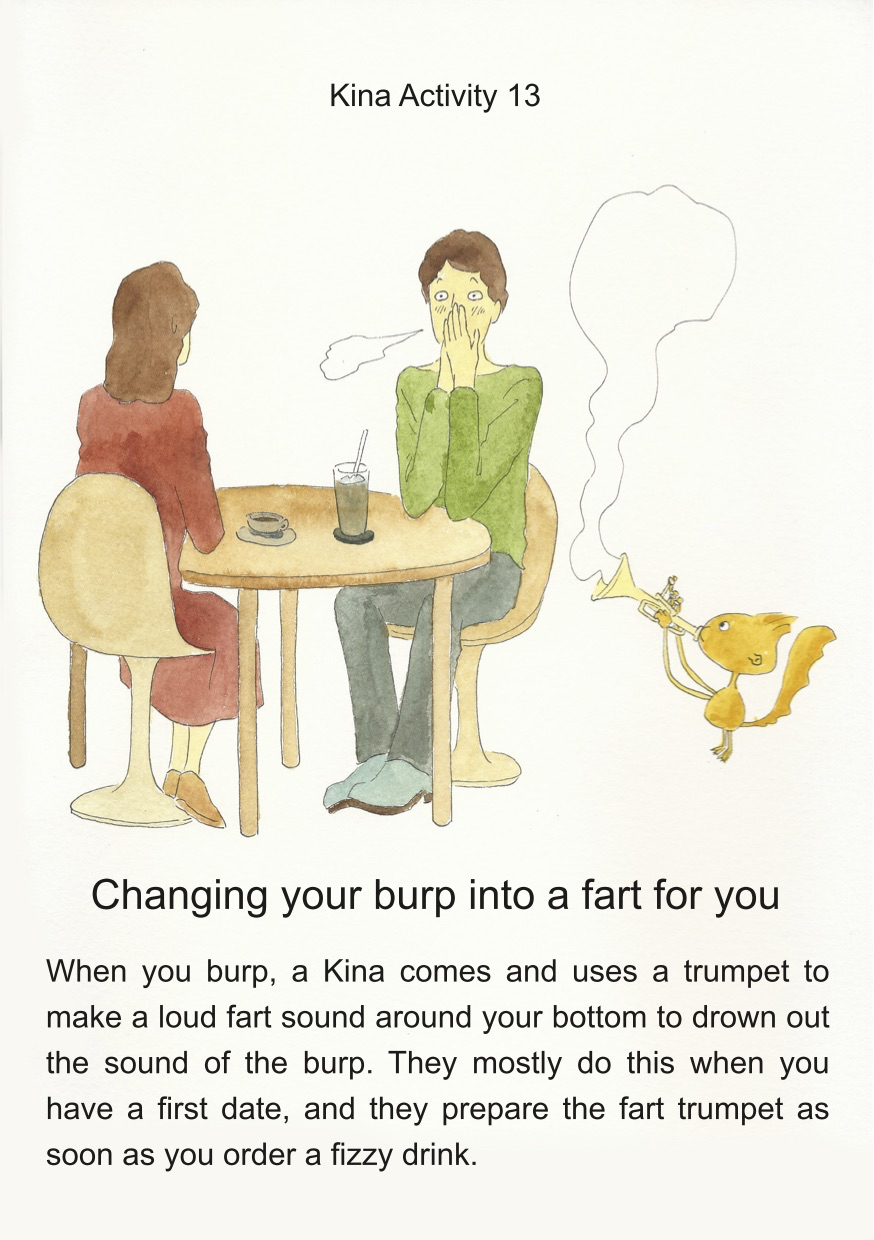 Kina Activity 13
Changing your burp into a fart for you
When you burp, a Kina comes and uses a trumpet to
make a loud fart sound around your bottom to drown out
the sound of the burp. They mostly do this when you
have a first date, and they prepare the fart trumpet as
soon as you order a fizzy drink.